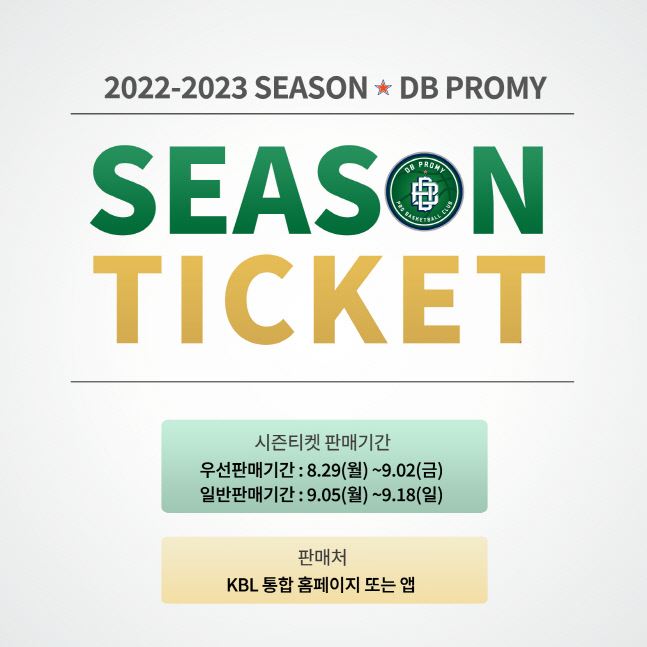 2022-2023 SEASON ★ DB PROMY
SEASON
DB PROMY
PRO BASKETBALL CLUB
TICKET
시즌티켓 판매기간
우선판매기간 : 8.29(월) ~9.02(금)
일반판매기간 : 9.05(월) ~9.18(일)
판매처
KBL 통합 홈페이지 또는 앱